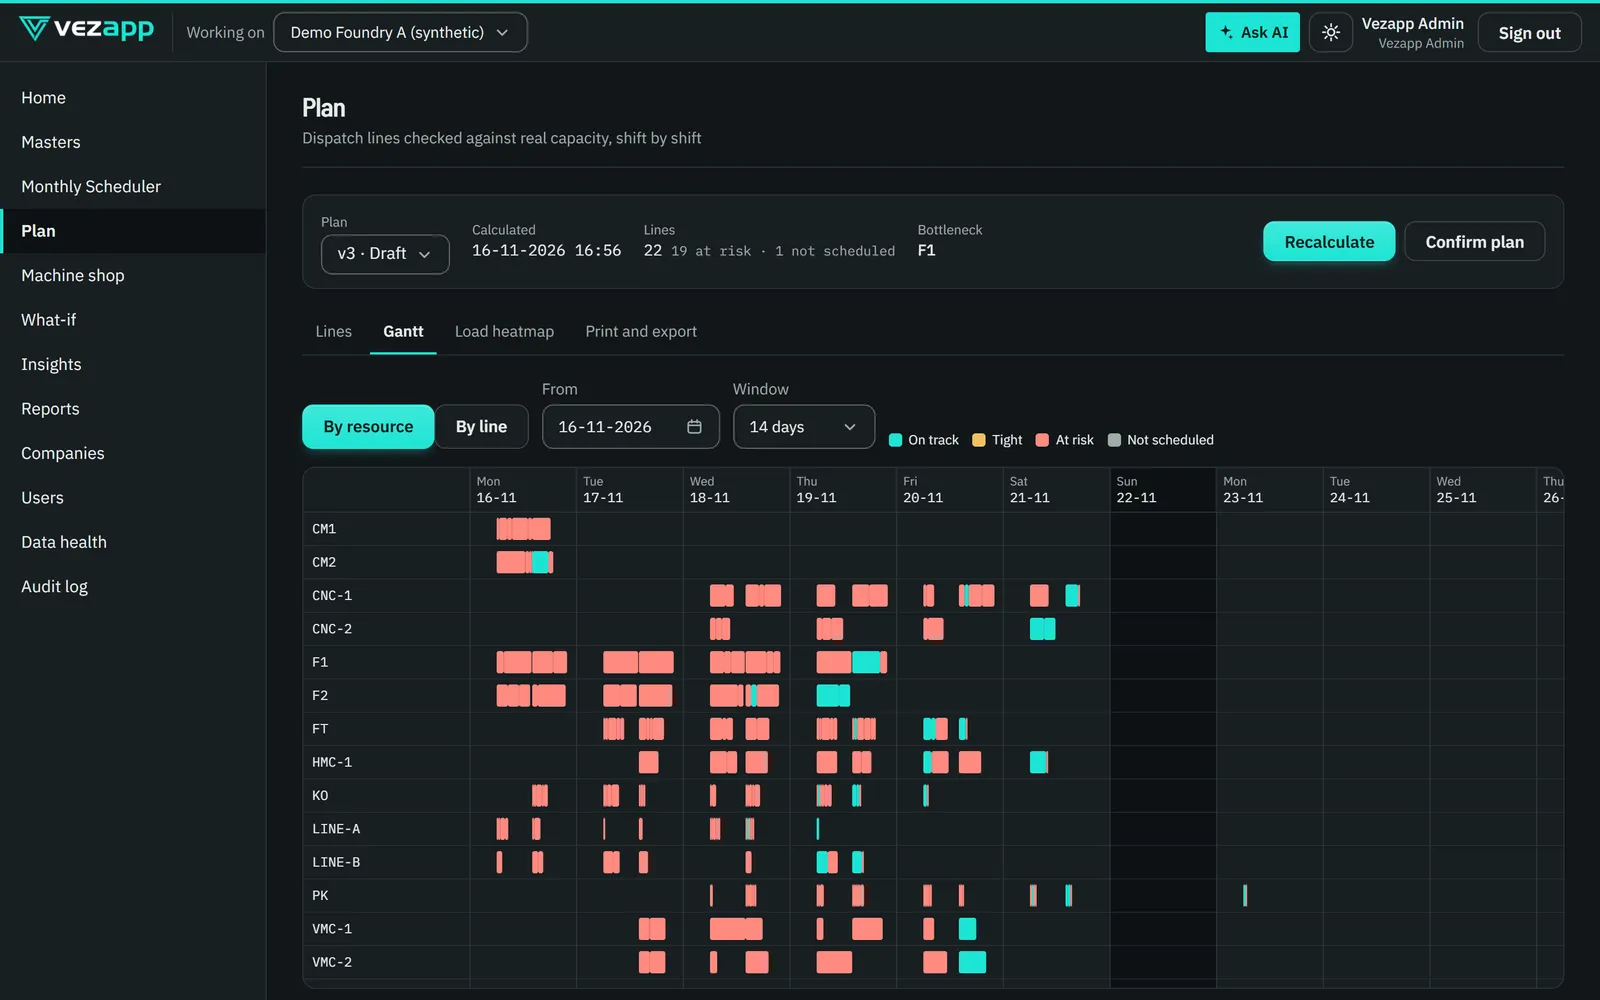 vezapp
Working on
Demo Foundry A (synthetic)
Ask AI
Vezapp Admin
Vezapp Admin
Sign out
Home
Masters
Monthly Scheduler
Plan
Machine shop
What-if
Insights
Reports
Companies
Users
Data health
Audit log
Plan
Dispatch lines checked against real capacity, shift by shift
Plan
v3 · Draft
Calculated
16-11-2026 16:56
Lines
22 19 at risk · 1 not scheduled
Bottleneck
F1
Recalculate
Confirm plan
Lines
Gantt
Load heatmap
Print and export
By resource
By line
From
16-11-2026
Window
14 days
On track
Tight
At risk
Not scheduled
Mon
16-11
Tue
17-11
Wed
18-11
Thu
19-11
Fri
20-11
Sat
21-11
Sun
22-11
Mon
23-11
Tue
24-11
Wed
25-11
Thu
26-
CM1
CM2
CNC-1
CNC-2
F1
F2
FT
HMC-1
KO
LINE-A
LINE-B
PK
VMC-1
VMC-2